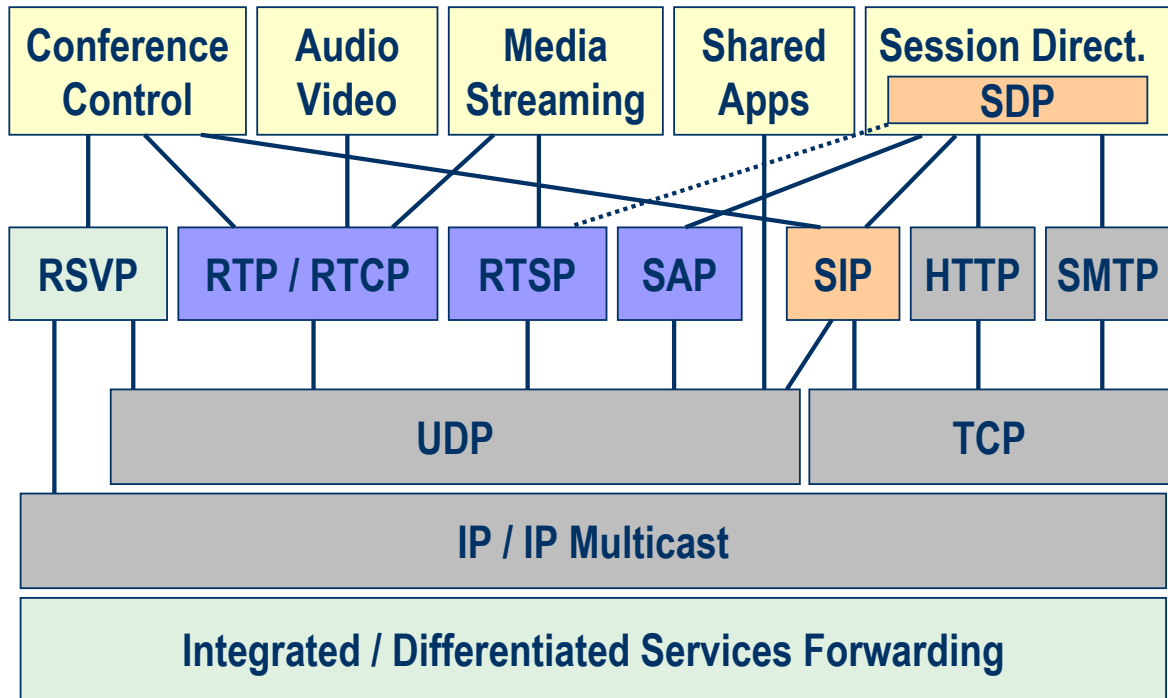 Conference
Control
Audio
Video
Media
Streaming
Shared
Apps
Session Direct.
SDP
RSVP
RTP / RTCP
RTSP
SAP
SIP
HTTP
SMTP
UDP
TCP
IP / IP Multicast
Integrated / Differentiated Services Forwarding